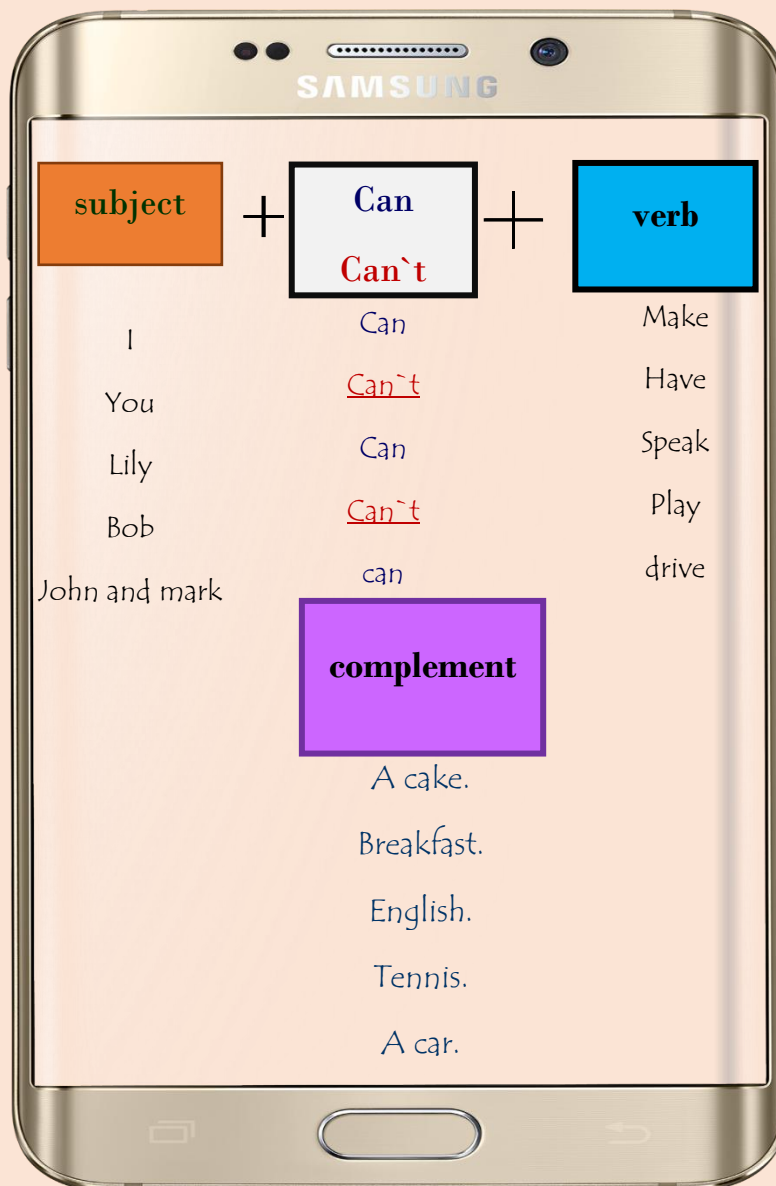 SAMSUNG
subject + Can + verb
Can`t
I Can Make
You Can`t Have
Lily Can Speak
Bob Can`t Play
John and mark can drive
complement
A cake.
Breakfast.
English.
Tennis.
A car.